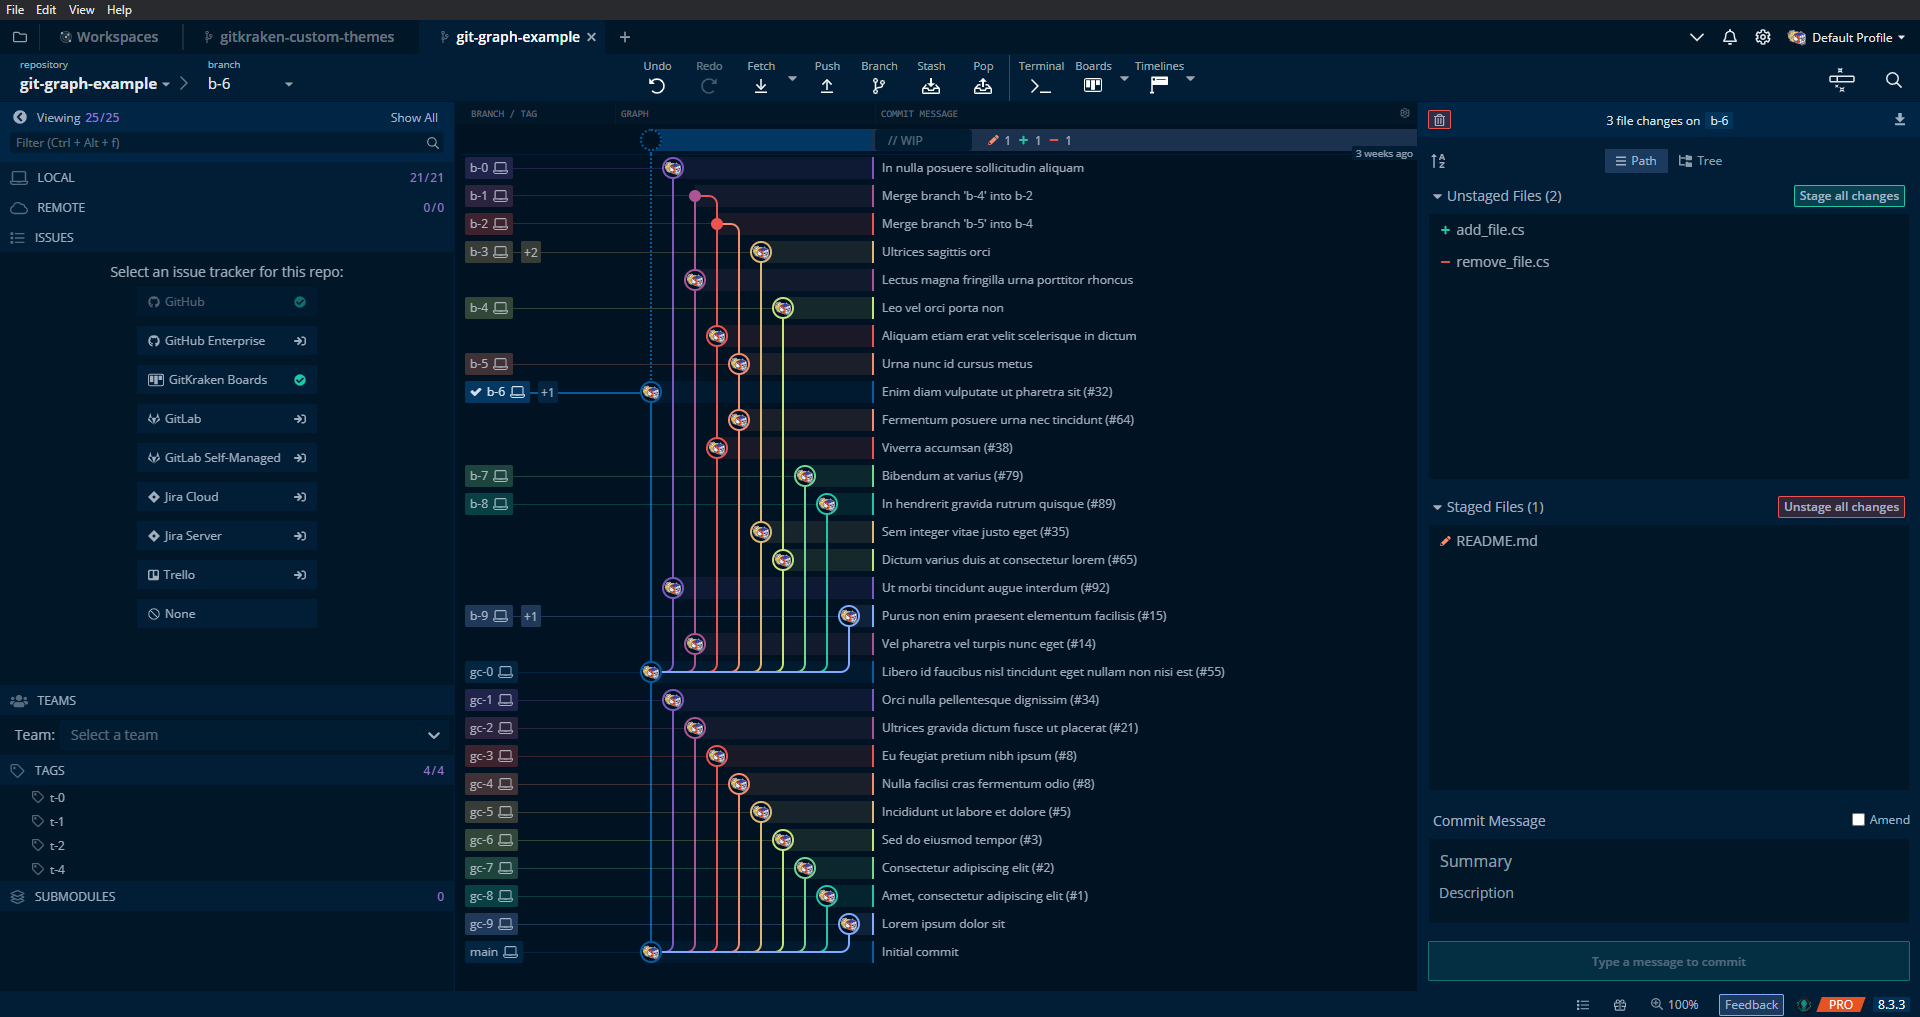 File Edit View Help
Workspaces gitkraken-custom-themes git-graph-example Default Profile
repository branch
git-graph-example b-6
Undo Redo Fetch Push Branch Stash Pop Terminal Boards Timelines
Viewing 25/25 Show All
Filter (Ctrl + Alt + f)
LOCAL 21/21
REMOTE 0/0
ISSUES
Select an issue tracker for this repo:
GitHub
GitHub Enterprise
GitKraken Boards
GitLab
GitLab Self-Managed
Jira Cloud
Jira Server
Trello
None
TEAMS
Team: Select a team
TAGS 4/4
t-0
t-1
t-2
t-4
SUBMODULES 0
BRANCH / TAG GRAPH COMMIT MESSAGE
// WIP 1 1 1
3 weeks ago
b-0 In nulla posuere sollicitudin aliquam
b-1 Merge branch 'b-4' into b-2
b-2 Merge branch 'b-5' into b-4
b-3 +2 Ultrices sagittis orci
Lectus magna fringilla urna porttitor rhoncus
b-4 Leo vel orci porta non
Aliquam etiam erat velit scelerisque in dictum
b-5 Urna nunc id cursus metus
b-6 +1 Enim diam vulputate ut pharetra sit (#32)
Fermentum posuere urna nec tincidunt (#64)
Viverra accumsan (#38)
b-7 Bibendum at varius (#79)
b-8 In hendrerit gravida rutrum quisque (#89)
Sem integer vitae justo eget (#35)
Dictum varius duis at consectetur lorem (#65)
Ut morbi tincidunt augue interdum (#92)
b-9 +1 Purus non enim praesent elementum facilisis (#15)
Vel pharetra vel turpis nunc eget (#14)
gc-0 Libero id faucibus nisl tincidunt eget nullam non nisi est (#55)
gc-1 Orci nulla pellentesque dignissim (#34)
gc-2 Ultrices gravida dictum fusce ut placerat (#21)
gc-3 Eu feugiat pretium nibh ipsum (#8)
gc-4 Nulla facilisi cras fermentum odio (#8)
gc-5 Incididunt ut labore et dolore (#5)
gc-6 Sed do eiusmod tempor (#3)
gc-7 Consectetur adipiscing elit (#2)
gc-8 Amet, consectetur adipiscing elit (#1)
gc-9 Lorem ipsum dolor sit
main Initial commit
3 file changes on b-6
Path Tree
Unstaged Files (2) Stage all changes
add_file.cs
remove_file.cs
Staged Files (1) Unstage all changes
README.md
Commit Message Amend
Summary
Description
Type a message to commit
100% Feedback PRO 8.3.3